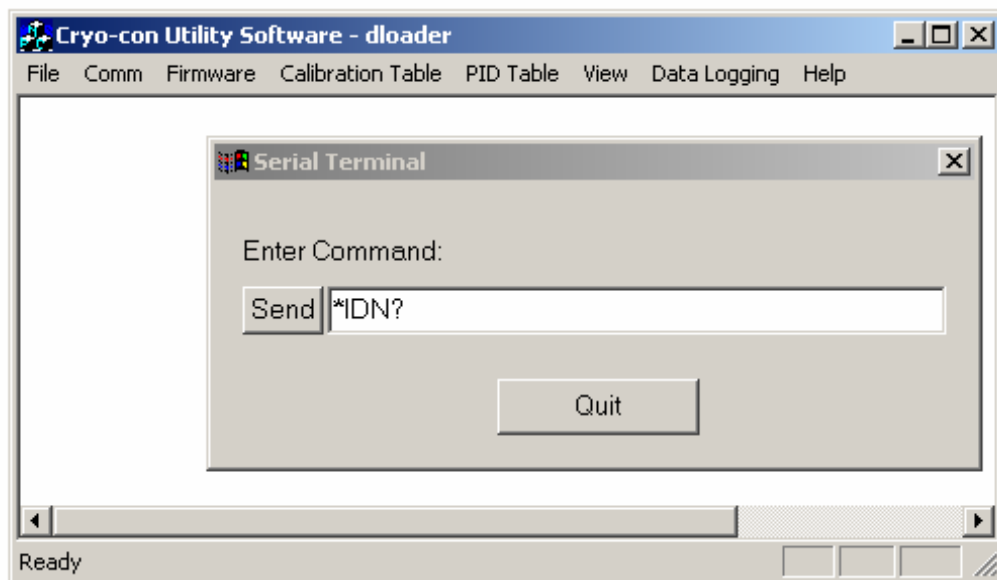 Cryo-con Utility Software - dloader
File Comm Firmware Calibration Table PID Table View Data Logging Help
Serial Terminal
Enter Command:
Send *IDN?
Quit
Ready